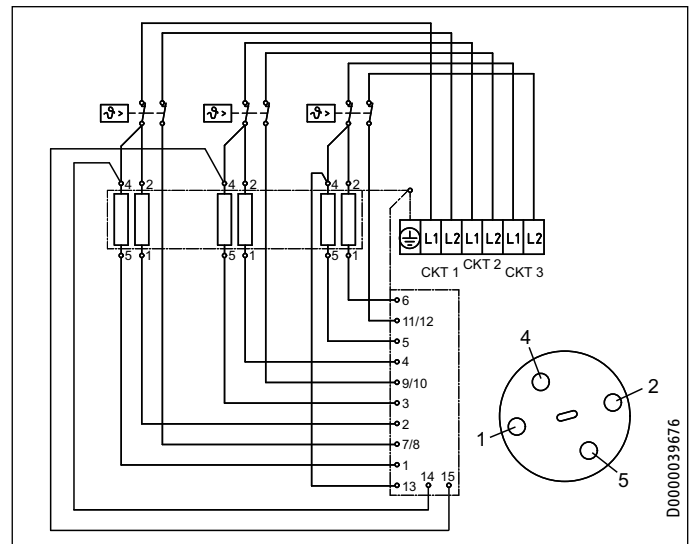 ϑ> ϑ> ϑ>
4 2 4 2 4 2
5 1 5 1 5 1
L1 L2 L1 L2 L1 L2
CKT 1 CKT 2 CKT 3
6
11/12
5
4
9/10
3
2
7/8
1
13 14 15
4
2
1
5
D0000039676